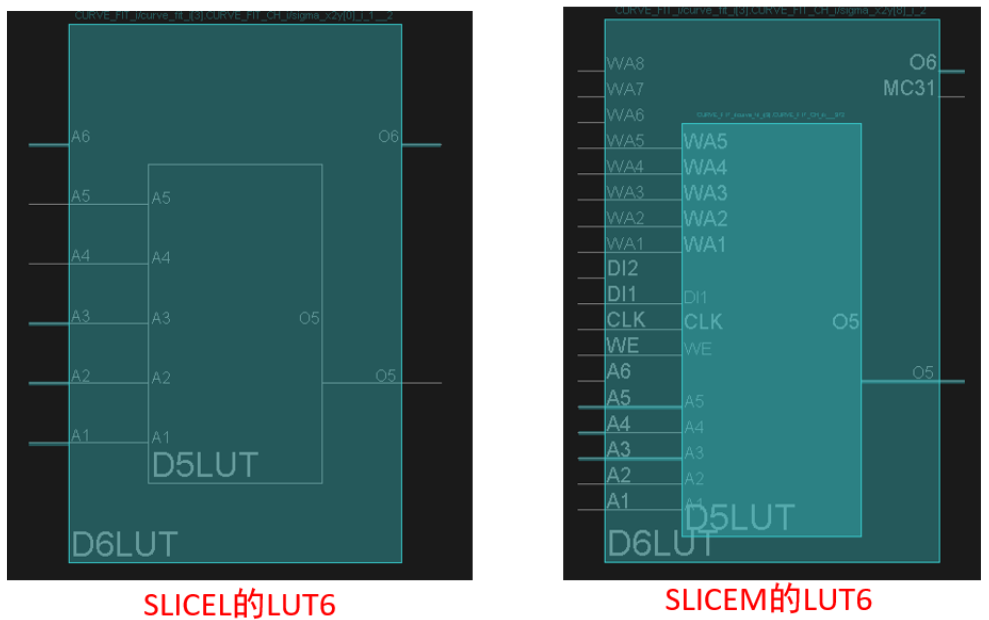 CURVE_FIT_i/curve_fit_i[3].CURVE_FIT_CH_i/sigma_x2y[0]_i_1__2
A6
O6
A5
A5
A4
A4
A3
A3
O5
A2
A2
O5
A1
A1
D5LUT
D6LUT
SLICEL的LUT6
CURVE_FIT_i/curve_fit_i[3].CURVE_FIT_CH_i/sigma_x2y[8]_i_2
WA8
O6
WA7
MC31
WA6
WA5
WA5
WA4
WA4
WA3
WA3
WA2
WA2
WA1
WA1
DI2
DI1
DI1
CLK
CLK
O5
WE
WE
A6
O5
A5
A5
A4
A4
A3
A3
A2
A2
A1
A1
D5LUT
D6LUT
SLICEM的LUT6